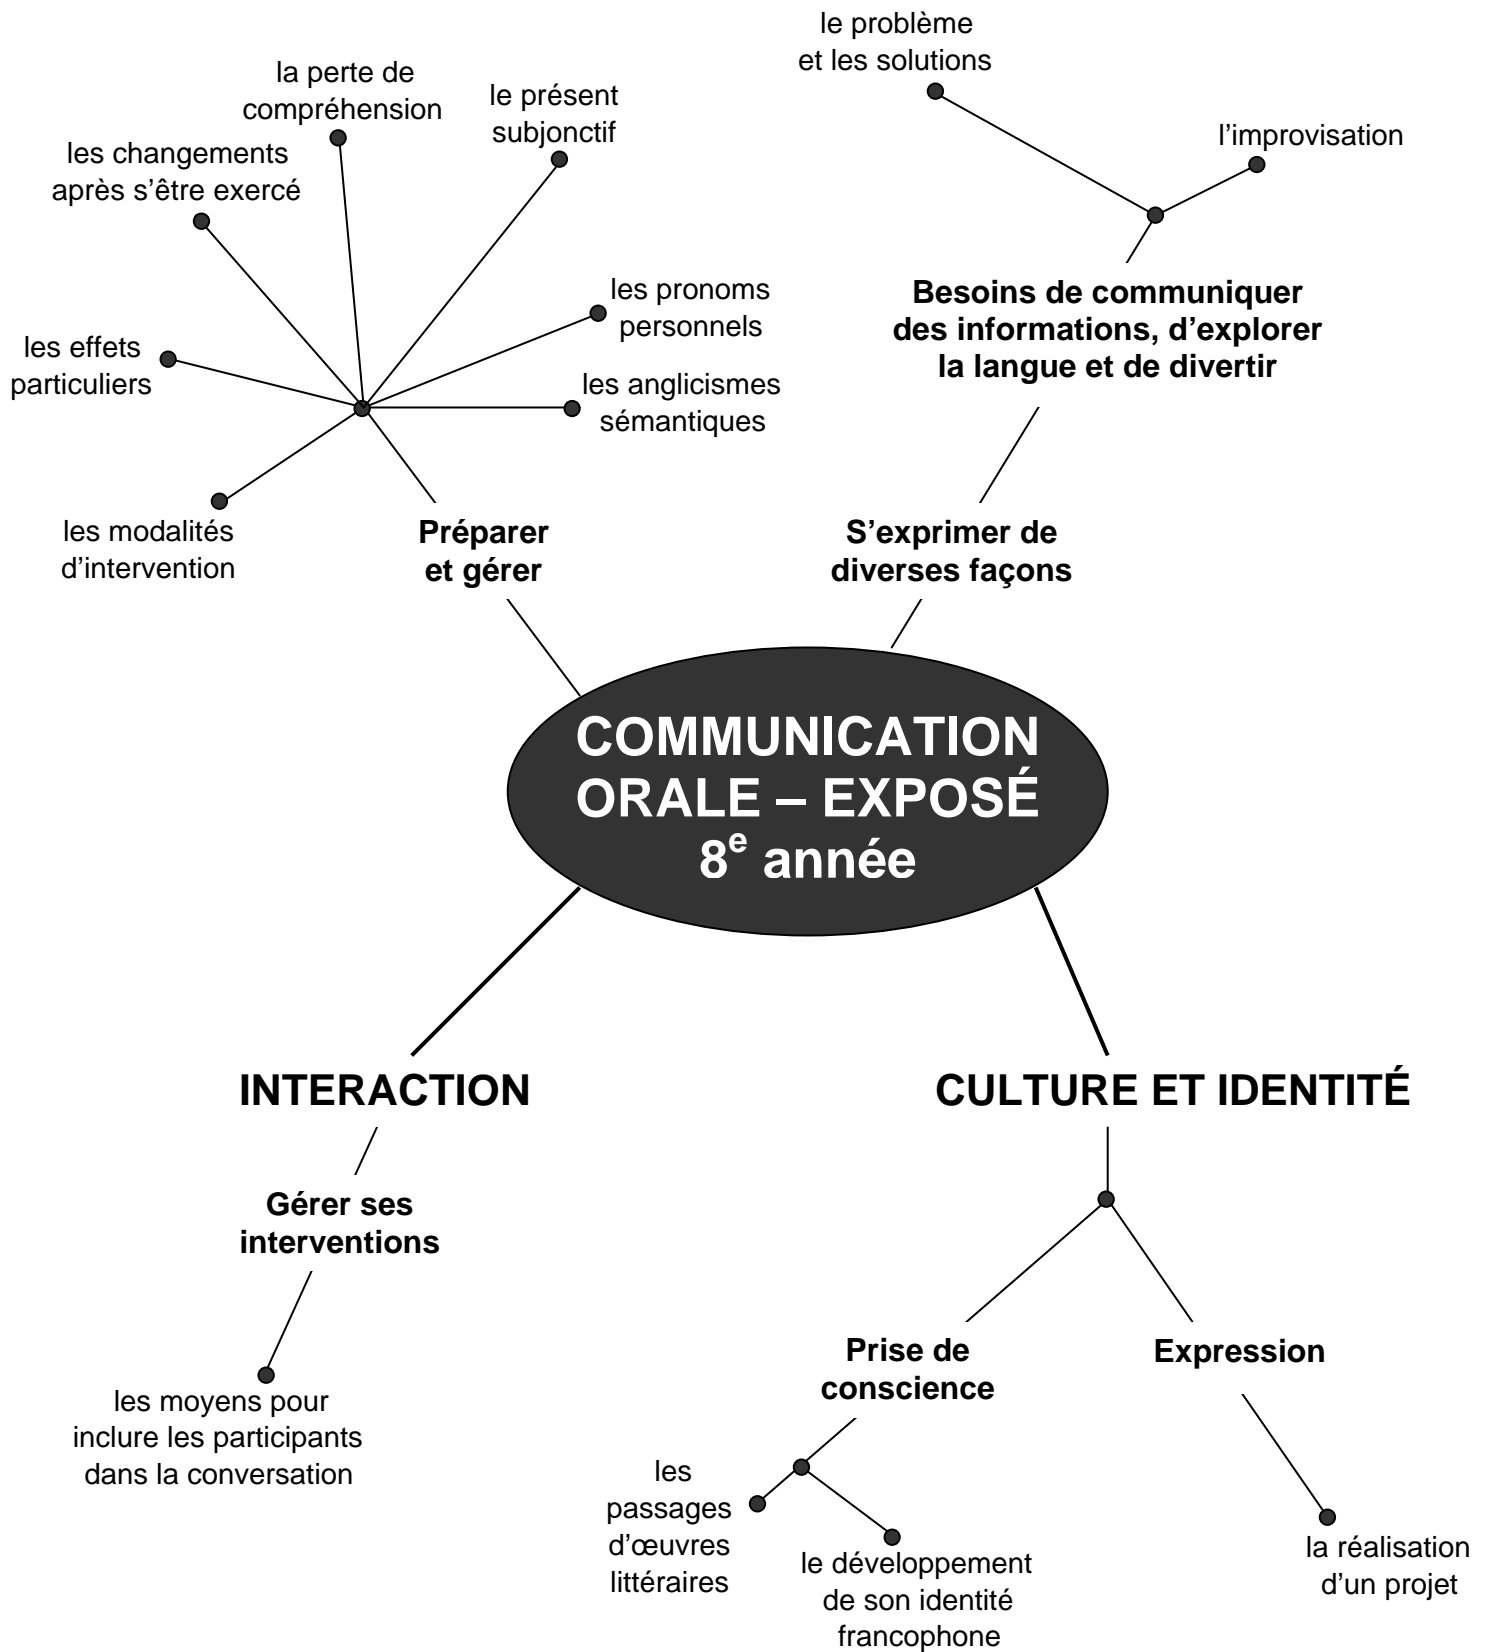 le problème
et les solutions
la perte de
compréhension
le présent
subjonctif
l'improvisation
les changements
après s'être exercé
les pronoms
personnels
Besoins de communiquer
des informations, d'explorer
la langue et de divertir
les effets
particuliers
les anglicismes
sémantiques
les modalités
d'intervention
Préparer
et gérer
S'exprimer de
diverses façons
COMMUNICATION
ORALE – EXPOSÉ
8e année
INTERACTION
CULTURE ET IDENTITÉ
Gérer ses
interventions
Prise de
conscience
Expression
les moyens pour
inclure les participants
dans la conversation
les
passages
d'œuvres
littéraires
le développement
de son identité
francophone
la réalisation
d'un projet